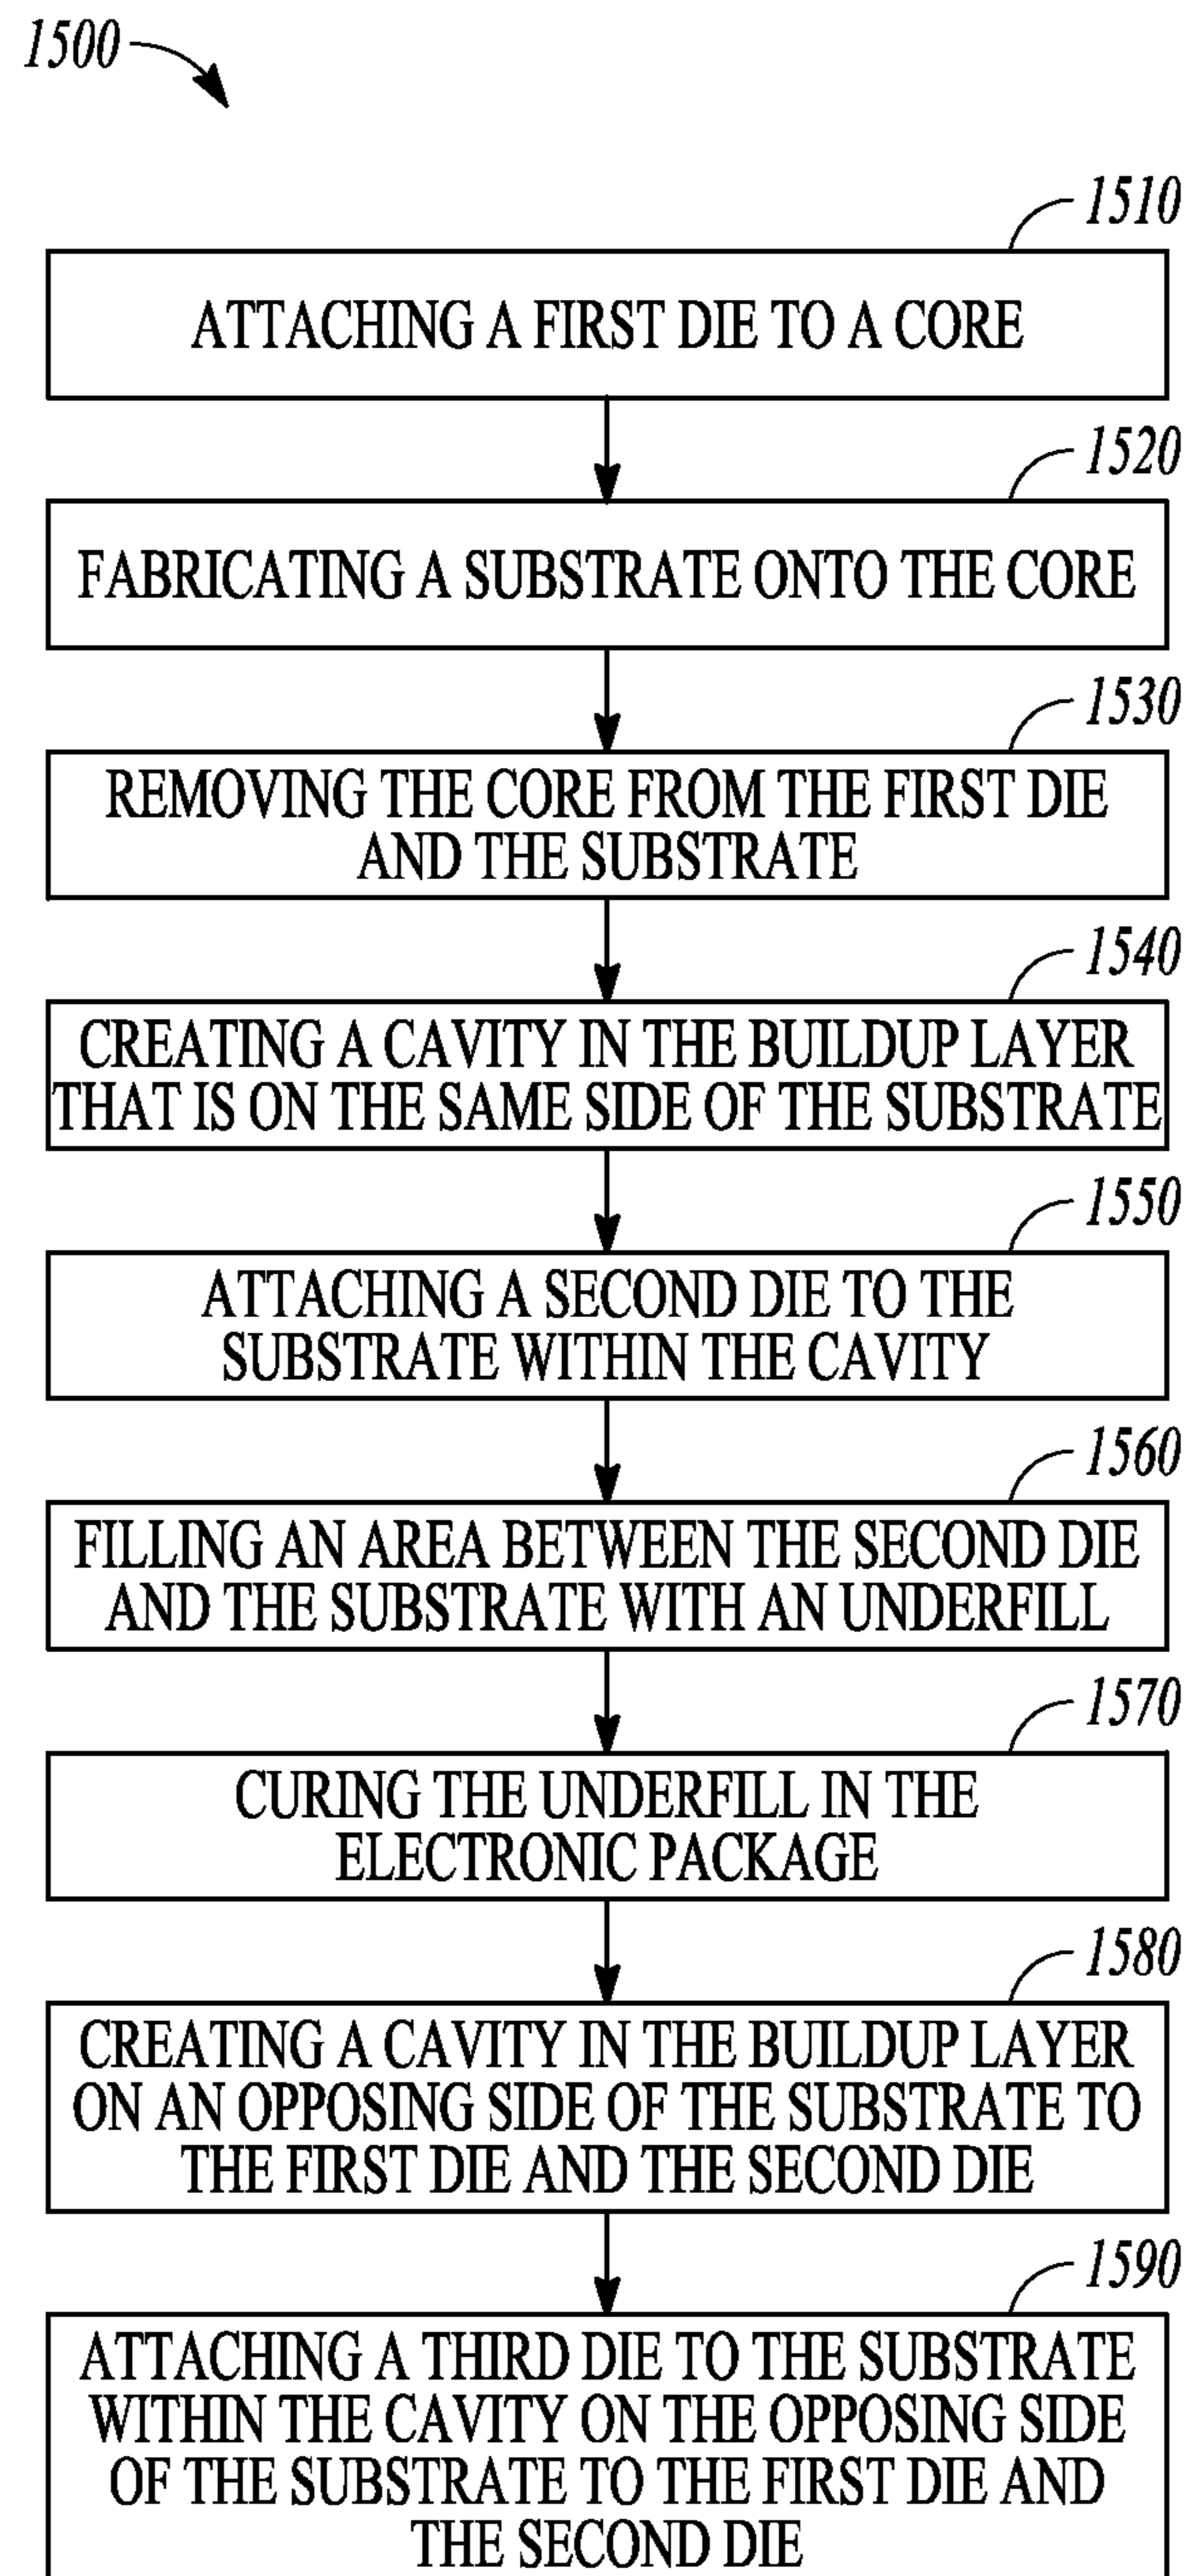 1500
1510
ATTACHING A FIRST DIE TO A CORE
1520
FABRICATING A SUBSTRATE ONTO THE CORE
1530
REMOVING THE CORE FROM THE FIRST DIE
AND THE SUBSTRATE
1540
CREATING A CAVITY IN THE BUILDUP LAYER
THAT IS ON THE SAME SIDE OF THE SUBSTRATE
1550
ATTACHING A SECOND DIE TO THE
SUBSTRATE WITHIN THE CAVITY
1560
FILLING AN AREA BETWEEN THE SECOND DIE
AND THE SUBSTRATE WITH AN UNDERFILL
1570
CURING THE UNDERFILL IN THE
ELECTRONIC PACKAGE
1580
CREATING A CAVITY IN THE BUILDUP LAYER
ON AN OPPOSING SIDE OF THE SUBSTRATE TO
THE FIRST DIE AND THE SECOND DIE
1590
ATTACHING A THIRD DIE TO THE SUBSTRATE
WITHIN THE CAVITY ON THE OPPOSING SIDE
OF THE SUBSTRATE TO THE FIRST DIE AND
THE SECOND DIE